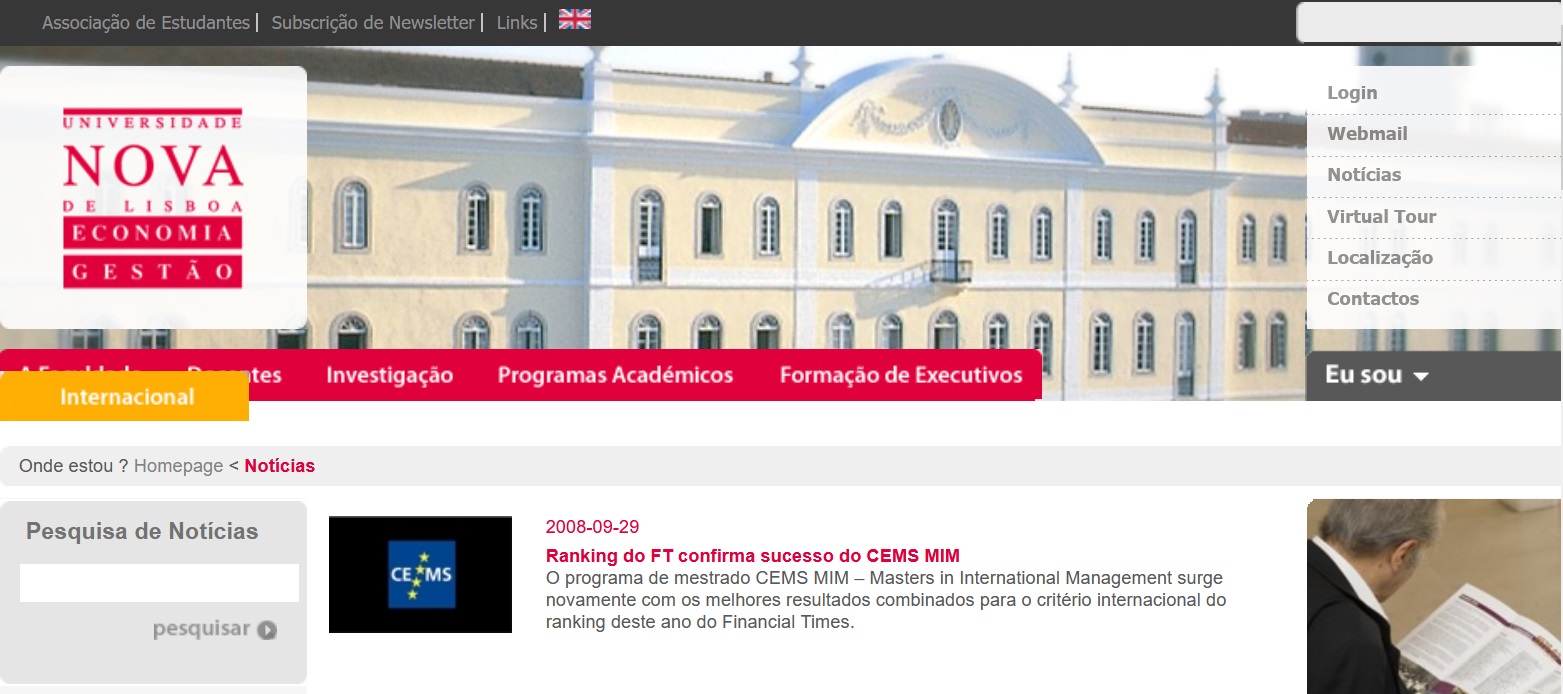 Associação de Estudantes | Subscrição de Newsletter | Links |
UNIVERSIDADE
NOVA
DE LISBOA
ECONOMIA
GESTÃO
Login
Webmail
Notícias
Virtual Tour
Localização
Contactos
A Faculdade Docentes Investigação Programas Académicos Formação de Executivos
Internacional
Eu sou
Onde estou ? Homepage < Notícias
Pesquisa de Notícias
pesquisar
CEMS
2008-09-29
Ranking do FT confirma sucesso do CEMS MIM
O programa de mestrado CEMS MIM – Masters in International Management surge
novamente com os melhores resultados combinados para o critério internacional do
ranking deste ano do Financial Times.